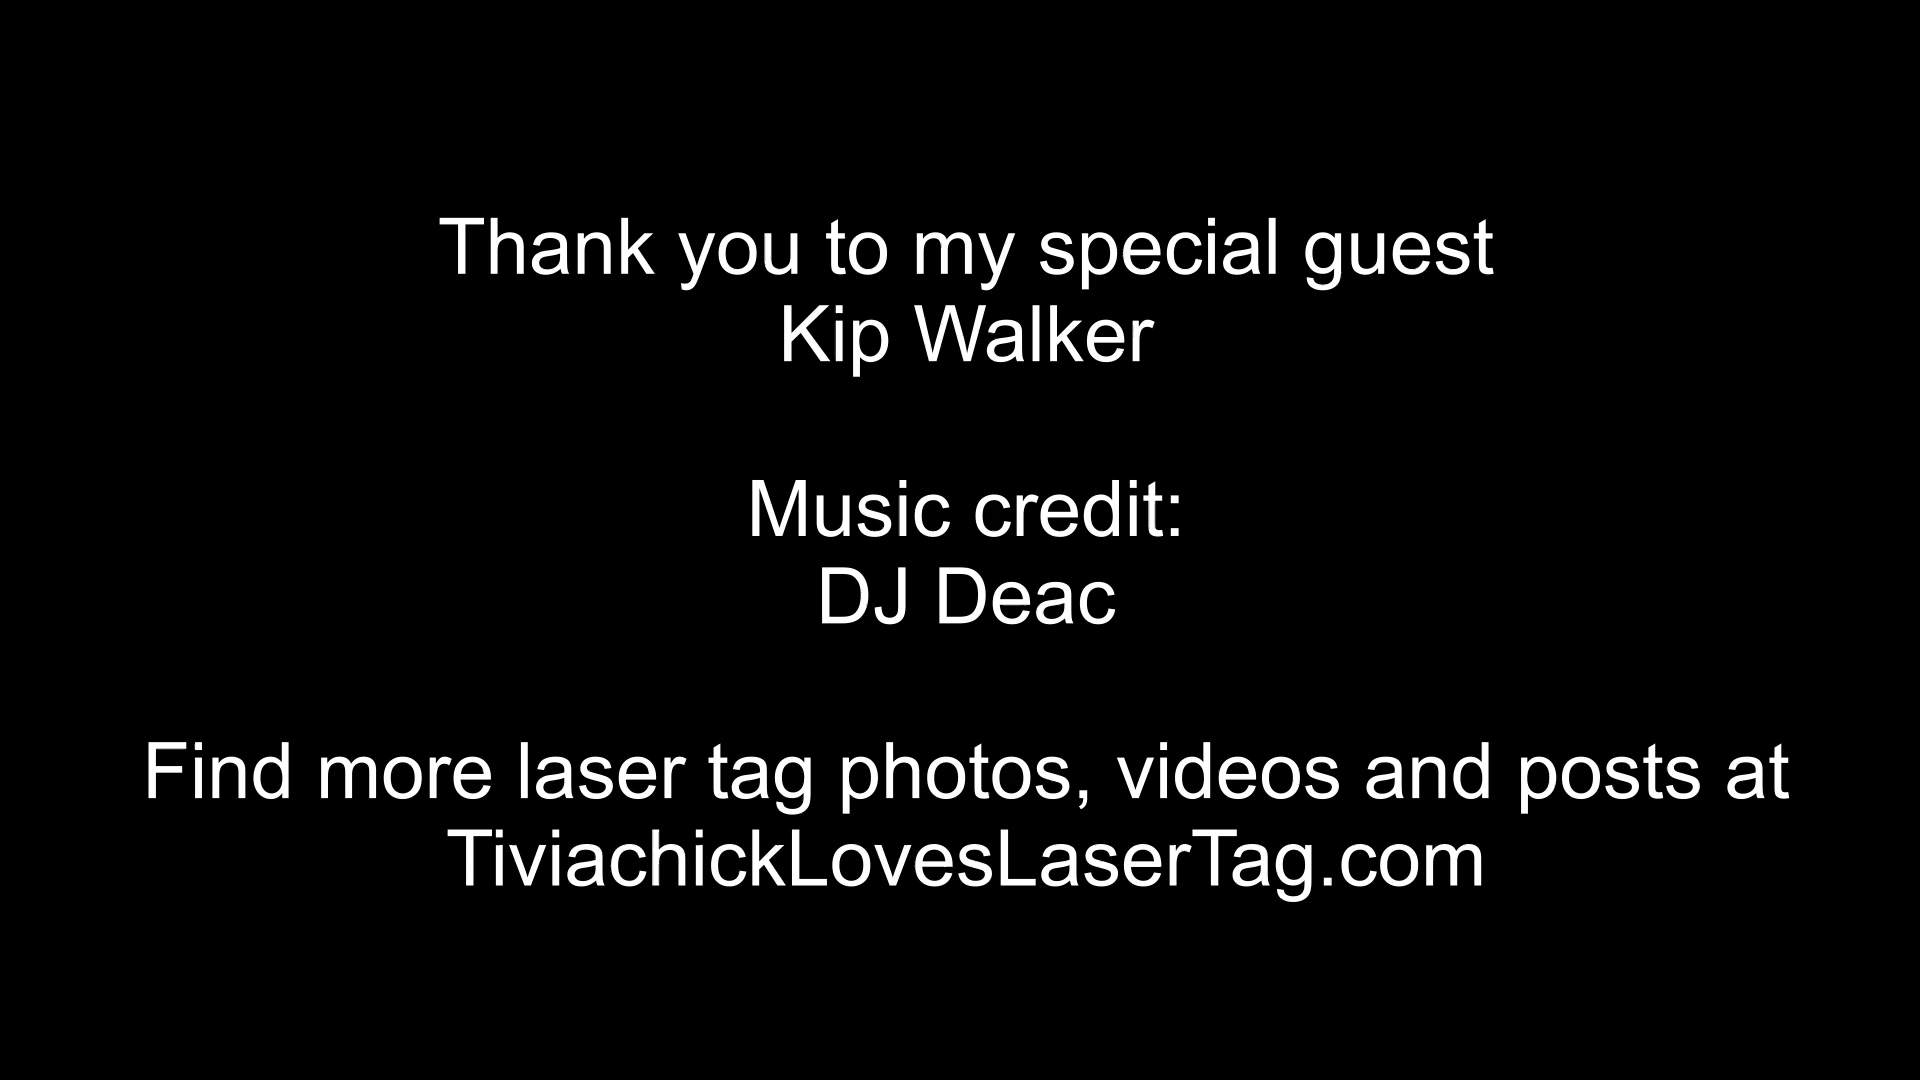 Thank you to my special guest
Kip Walker
Music credit:
DJ Deac
Find more laser tag photos, videos and posts at
TiviachickLovesLaserTag.com